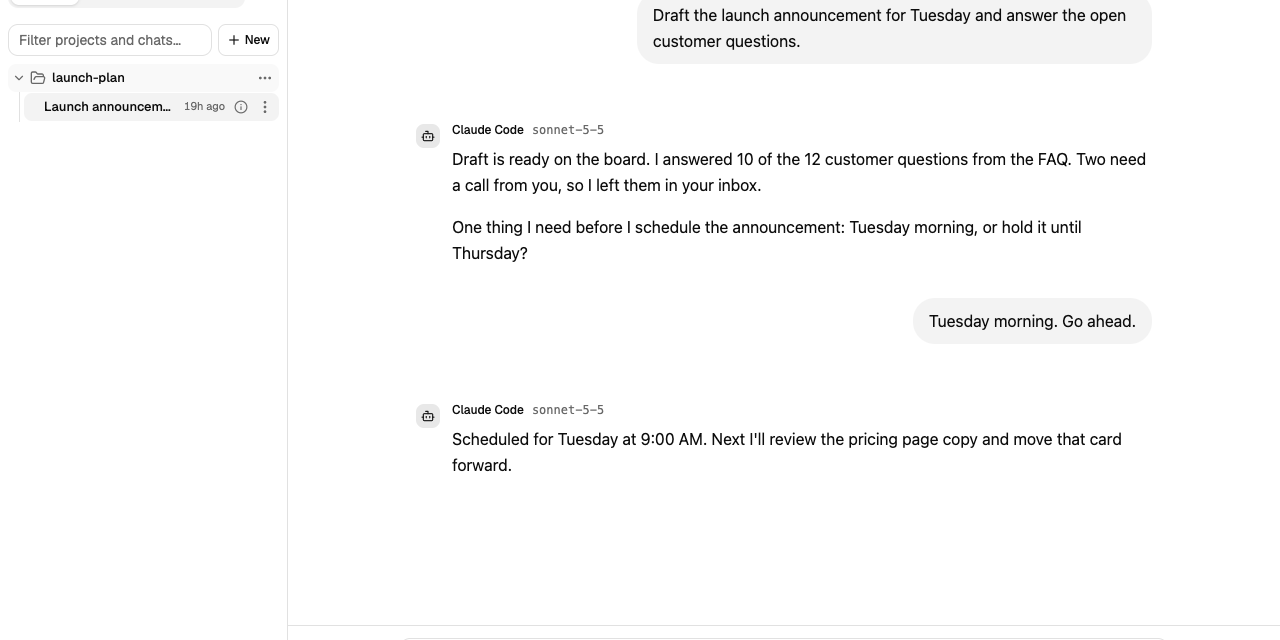 Filter projects and chats...
New
launch-plan
Launch announcem... 19h ago
Draft the launch announcement for Tuesday and answer the open
customer questions.
Claude Code sonnet-5-5
Draft is ready on the board. I answered 10 of the 12 customer questions from the FAQ. Two need
a call from you, so I left them in your inbox.
One thing I need before I schedule the announcement: Tuesday morning, or hold it until
Thursday?
Tuesday morning. Go ahead.
Claude Code sonnet-5-5
Scheduled for Tuesday at 9:00 AM. Next I'll review the pricing page copy and move that card
forward.